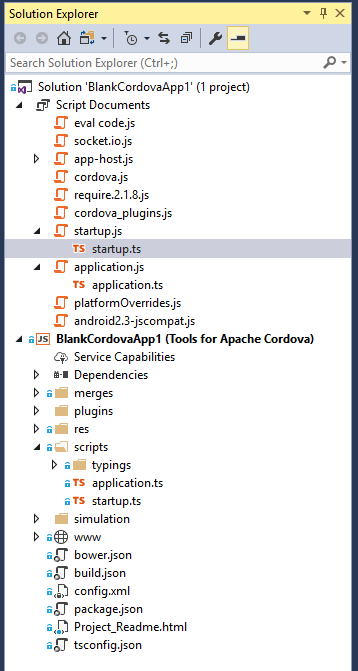 Solution Explorer
Search Solution Explorer (Ctrl+;)
Solution 'BlankCordovaApp1' (1 project)
Script Documents
eval code.js
socket.io.js
app-host.js
cordova.js
require.2.1.8.js
cordova_plugins.js
startup.js
TS startup.ts
application.js
TS application.ts
platformOverrides.js
android2.3-jscompat.js
JS BlankCordovaApp1 (Tools for Apache Cordova)
Service Capabilities
Dependencies
merges
plugins
res
scripts
typings
TS application.ts
TS startup.ts
simulation
www
bower.json
build.json
config.xml
package.json
Project_Readme.html
tsconfig.json